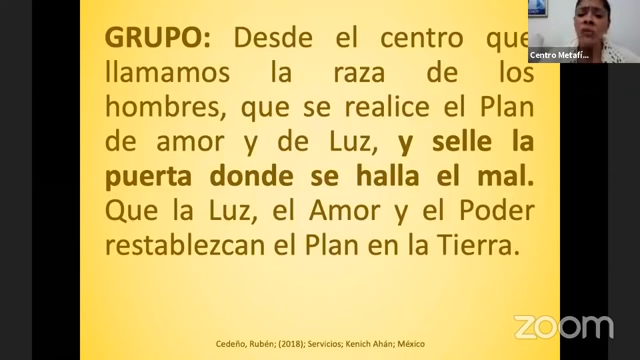 GRUPO: Desde el centro que
llamamos la raza de los
hombres, que se realice el Plan
de amor y de Luz, y selle la
puerta donde se halla el mal.
Que la Luz, el Amor y el Poder
restablezcan el Plan en la Tierra.
Cedeño, Rubén; (2018); Servicios; Kenich Ahán; México
Centro Metafí...
zoom